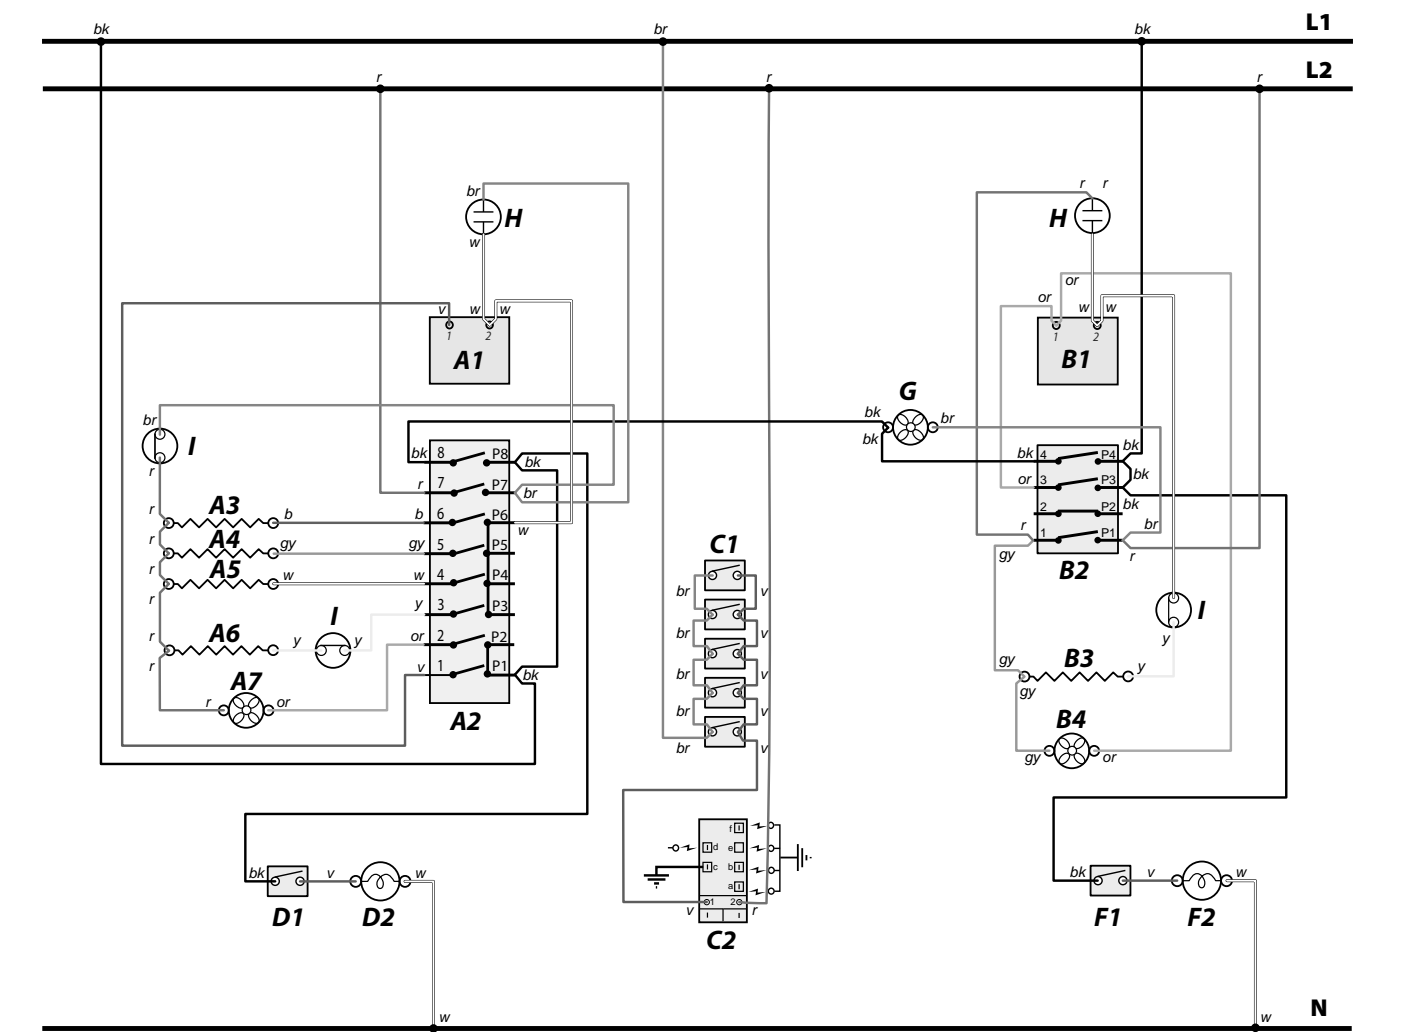 bk br bk L1
r r r L2
br H w
r r H
or or
v w w
1 2
A1
w w
1 2
B1
G
bk br
bk
br I
r
bk 8 P8 bk
r 7 P7 br
b 6 P6 w
gy 5 P5
w 4 P4
y 3 P3
or 2 P2
v 1 P1 bk
A2
bk 4 P4 bk
bk
or 3 P3 bk
2 P2
r 1 P1 br
gy r
B2
r A3 b
r A4 gy
r A5 w
r
I
r A6 y y
r
A7
r or
C1
br v
br v
br v
br v
br v
I
y
gy B3 y
gy
B4
gy or
f
d e
c b
a
1 2
v r
C2
bk v w
D1 D2
bk v w
F1 F2
w w N